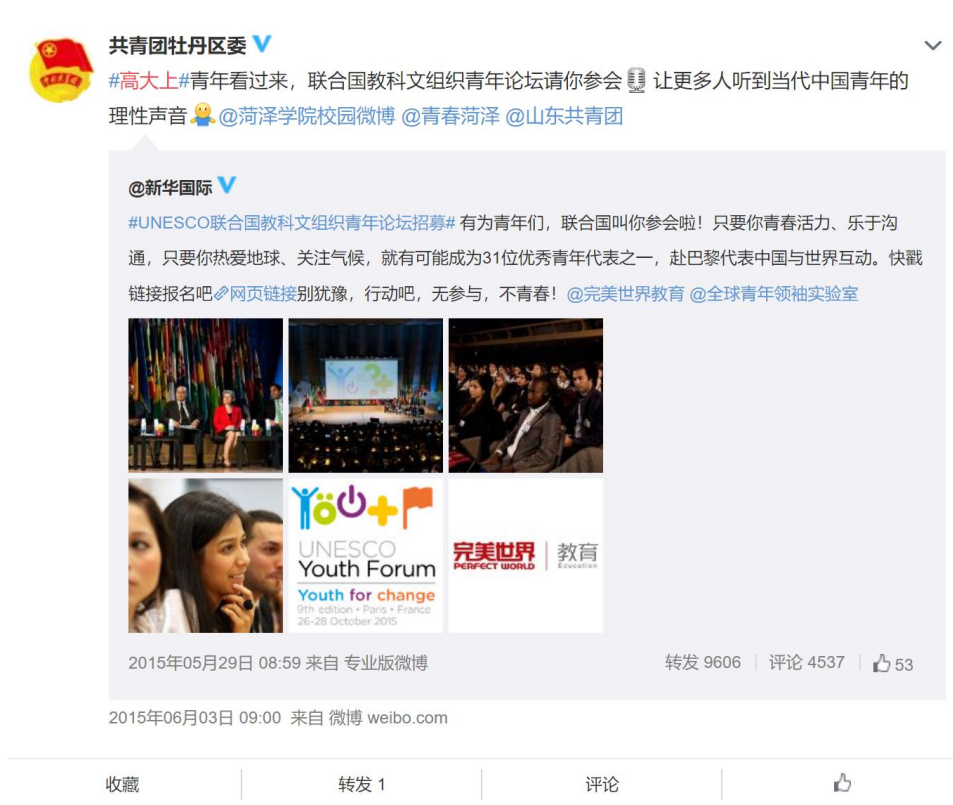 共青团牡丹区委
#高大上#青年看过来，联合国教科文组织青年论坛请你参会 让更多人听到当代中国青年的
理性声音 @菏泽学院校园微博 @青春菏泽 @山东共青团
@新华国际
#UNESCO联合国教科文组织青年论坛招募# 有为青年们，联合国叫你参会啦！只要你青春活力、乐于沟
通，只要你热爱地球、关注气候，就有可能成为31位优秀青年代表之一，赴巴黎代表中国与世界互动。快戳
链接报名吧网页链接别犹豫，行动吧，无参与，不青春！@完美世界教育 @全球青年领袖实验室
UNESCO
Youth Forum
Youth for change
9th edition • Paris • France
26-28 October 2015
完美世界 教育
PERFECT WORLD Education
2015年05月29日 08:59 来自 专业版微博 转发 9606 评论 4537 53
2015年06月03日 09:00 来自 微博 weibo.com
收藏 转发 1 评论